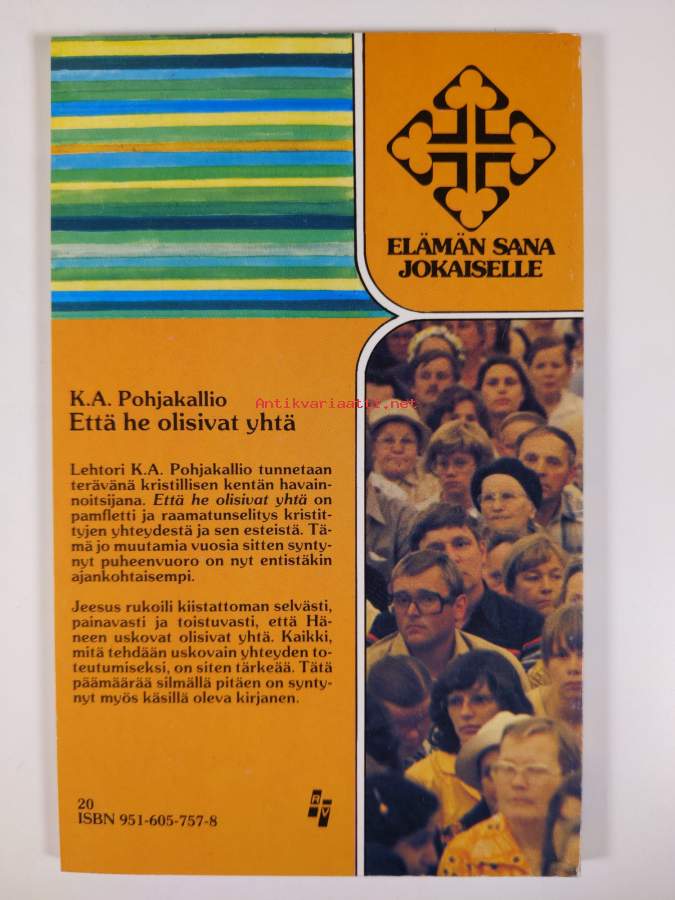 ELÄMÄN SANA
JOKAISELLE
K.A. Pohjakallio
Että he olisivat yhtä
Antikvariaattor.net
Lehtori K.A. Pohjakallio tunnetaan
terävänä kristillisen kentän havain-
noitsijana. Että he olisivat yhtä on
pamfletti ja raamatunselitys kristit-
tyjen yhteydestä ja sen esteistä. Tä-
mä jo muutamia vuosia sitten synty-
nyt puheenvuoro on nyt entistäkin
ajankohtaisempi.
Jeesus rukoili kiistattoman selvästi,
painavasti ja toistuvasti, että Hä-
neen uskovat olisivat yhtä. Kaikki,
mitä tehdään uskovain yhteyden to-
teutumiseksi, on siten tärkeää. Tätä
päämäärää silmällä pitäen on synty-
nyt myös käsillä oleva kirjanen.
20
ISBN 951-605-757-8
RV